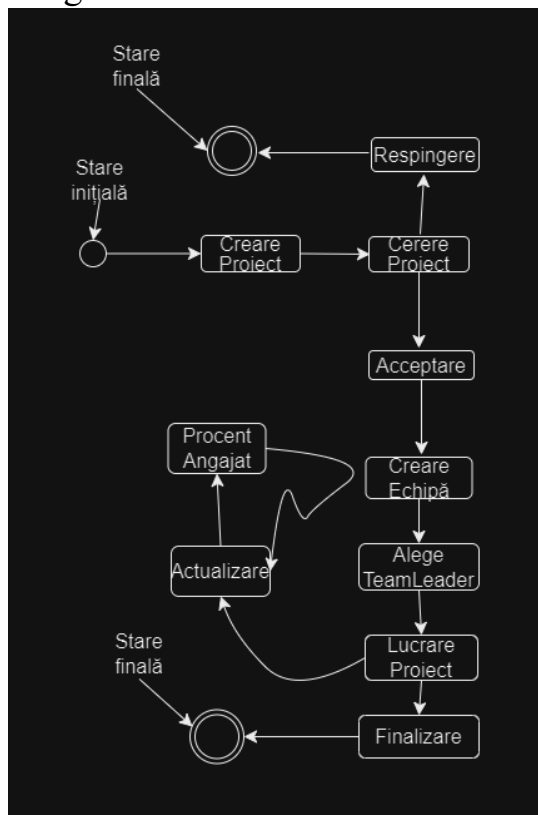 Stare
finală
Respingere
Stare
inițială
Creare
Proiect
Cerere
Proiect
Acceptare
Procent
Angajat
Creare
Echipă
Actualizare
Alege
TeamLeader
Stare
finală
Lucrare
Proiect
Finalizare